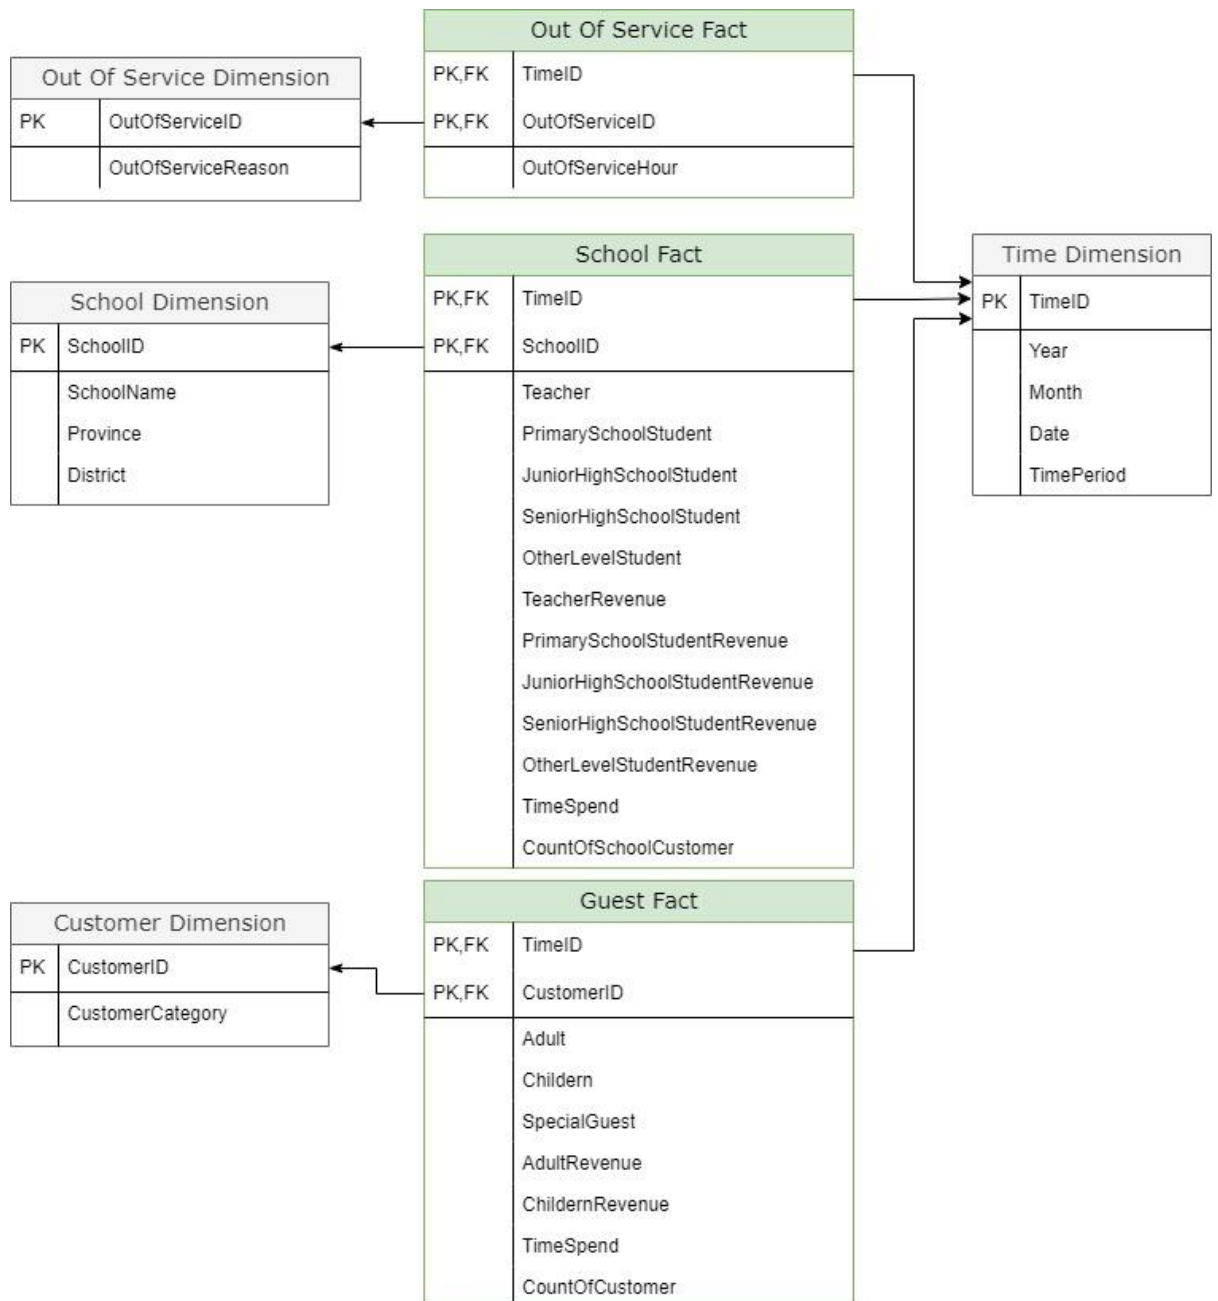 Out Of Service Fact
PK,FK TimeID
PK,FK OutOfServiceID
OutOfServiceHour
Out Of Service Dimension
PK OutOfServiceID
OutOfServiceReason
School Fact
PK,FK TimeID
PK,FK SchoolID
Teacher
PrimarySchoolStudent
JuniorHighSchoolStudent
SeniorHighSchoolStudent
OtherLevelStudent
TeacherRevenue
PrimarySchoolStudentRevenue
JuniorHighSchoolStudentRevenue
SeniorHighSchoolStudentRevenue
OtherLevelStudentRevenue
TimeSpend
CountOfSchoolCustomer
School Dimension
PK SchoolID
SchoolName
Province
District
Time Dimension
PK TimeID
Year
Month
Date
TimePeriod
Guest Fact
PK,FK TimeID
PK,FK CustomerID
Adult
Childern
SpecialGuest
AdultRevenue
ChildernRevenue
TimeSpend
CountOfCustomer
Customer Dimension
PK CustomerID
CustomerCategory